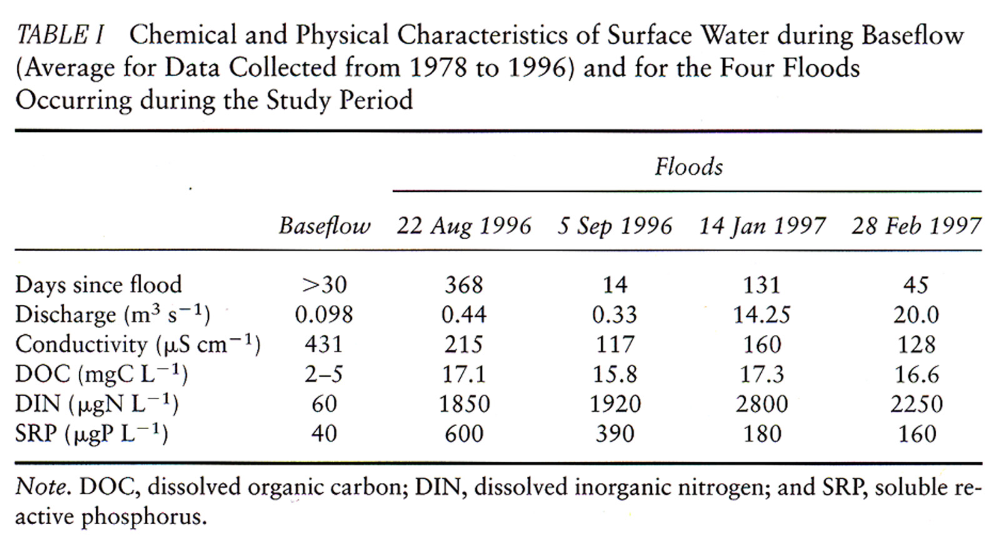 TABLE I Chemical and Physical Characteristics of Surface Water during Baseflow
(Average for Data Collected from 1978 to 1996) and for the Four Floods
Occurring during the Study Period
Floods
Baseflow 22 Aug 1996 5 Sep 1996 14 Jan 1997 28 Feb 1997
Days since flood >30 368 14 131 45
Discharge (m³ s⁻¹) 0.098 0.44 0.33 14.25 20.0
Conductivity (µS cm⁻¹) 431 215 117 160 128
DOC (mgC L⁻¹) 2–5 17.1 15.8 17.3 16.6
DIN (µgN L⁻¹) 60 1850 1920 2800 2250
SRP (µgP L⁻¹) 40 600 390 180 160
Note. DOC, dissolved organic carbon; DIN, dissolved inorganic nitrogen; and SRP, soluble re-
active phosphorus.